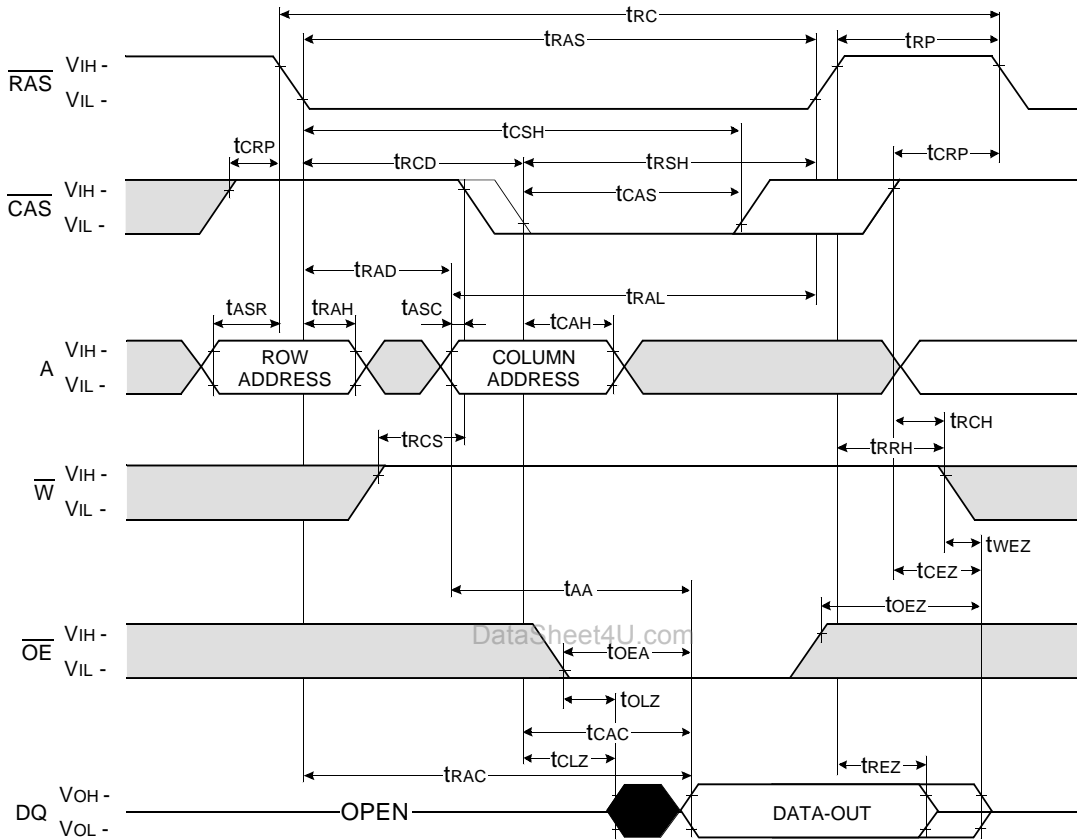 tRC
tRAS
tRP
RAS
VIH -
VIL -
tCSH
tCRP
tRCD
tRSH
tCRP
CAS
VIH -
VIL -
tCAS
tRAD
tRAL
tASR
tRAH
tASC
tCAH
A
VIH -
VIL -
ROW
ADDRESS
COLUMN
ADDRESS
tRCH
tRCS
tRRH
W
VIH -
VIL -
tWEZ
tCEZ
tAA
tOEZ
OE
VIH -
VIL -
DataSheet4U.com
tOEA
tOLZ
tCAC
tCLZ
tRAC
tREZ
DQ
VOH -
VOL -
OPEN
DATA-OUT